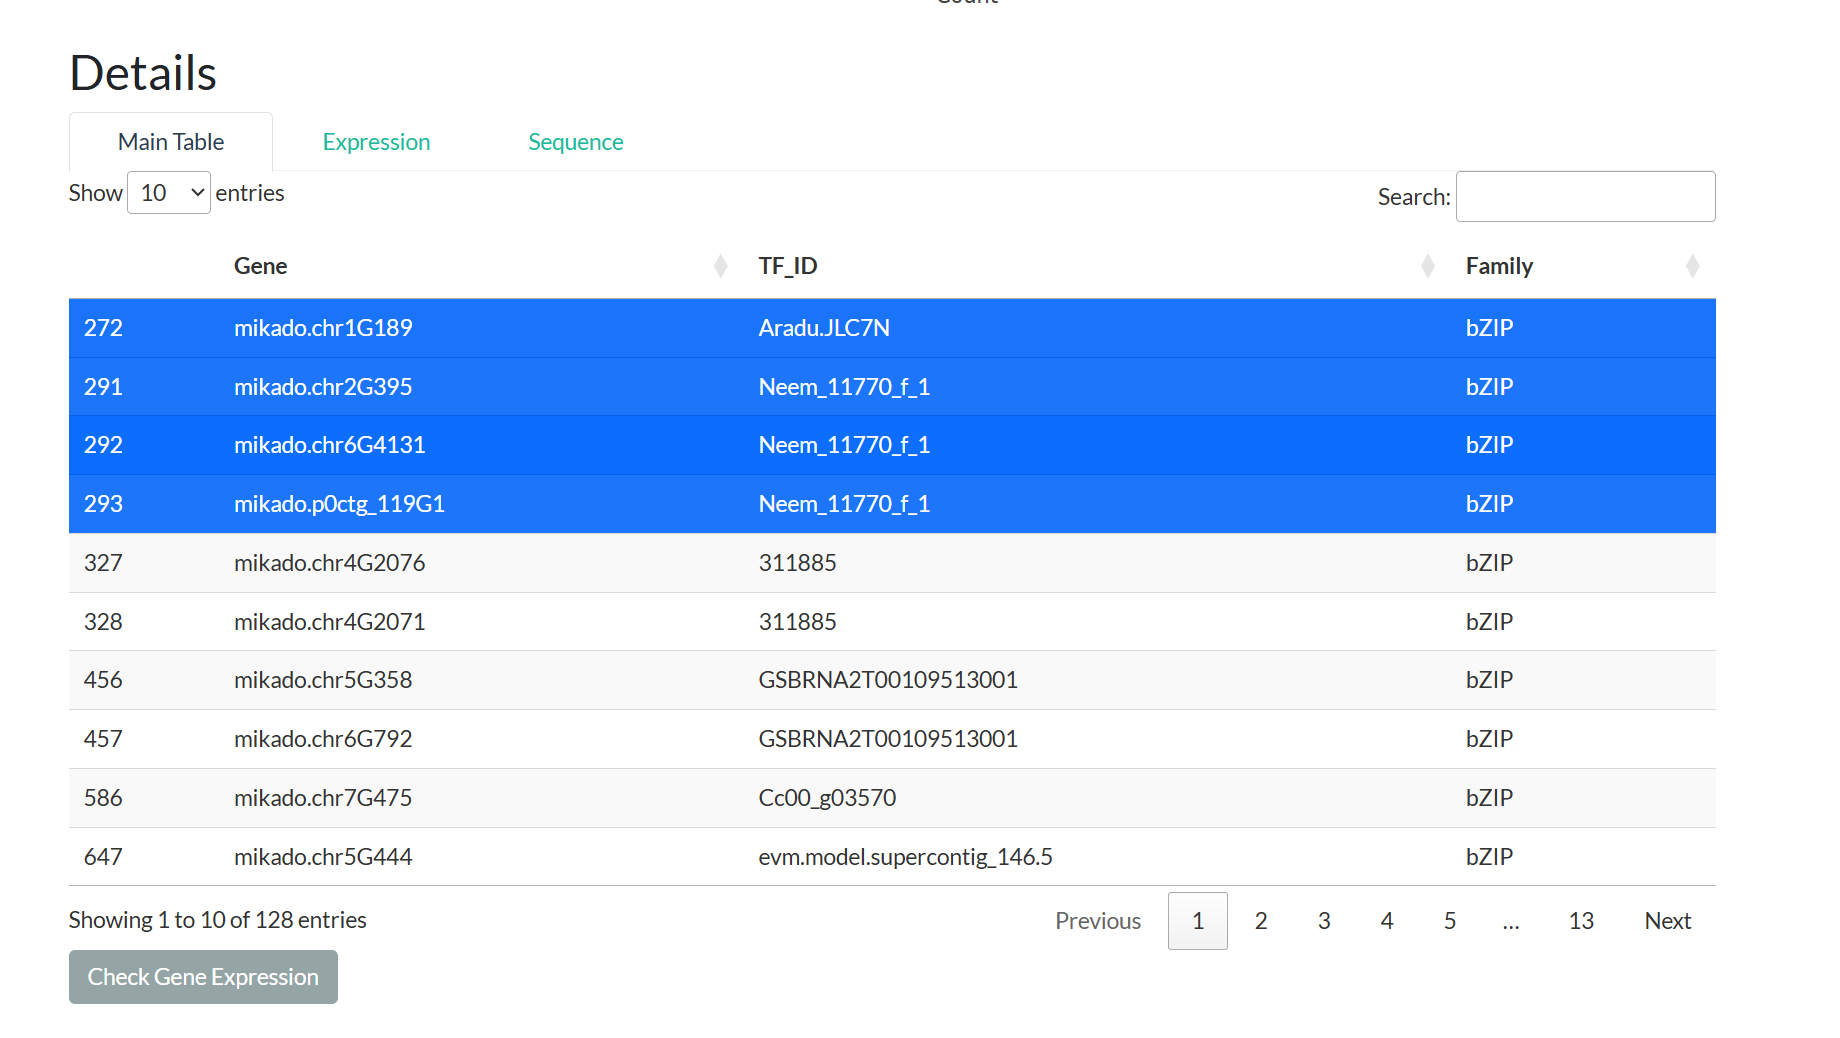 Count
Details
Main Table Expression Sequence
Show 10 entries Search:
Gene TF_ID Family
272 mikado.chr1G189 Aradu.JLC7N bZIP
291 mikado.chr2G395 Neem_11770_f_1 bZIP
292 mikado.chr6G4131 Neem_11770_f_1 bZIP
293 mikado.p0ctg_119G1 Neem_11770_f_1 bZIP
327 mikado.chr4G2076 311885 bZIP
328 mikado.chr4G2071 311885 bZIP
456 mikado.chr5G358 GSBRNA2T00109513001 bZIP
457 mikado.chr6G792 GSBRNA2T00109513001 bZIP
586 mikado.chr7G475 Cc00_g03570 bZIP
647 mikado.chr5G444 evm.model.supercontig_146.5 bZIP
Showing 1 to 10 of 128 entries Previous 1 2 3 4 5 ... 13 Next
Check Gene Expression